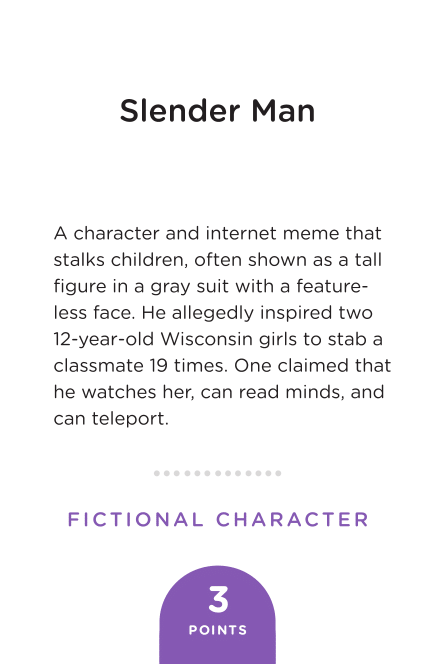 Slender Man
A character and internet meme that
stalks children, often shown as a tall
figure in a gray suit with a feature-
less face. He allegedly inspired two
12-year-old Wisconsin girls to stab a
classmate 19 times. One claimed that
he watches her, can read minds, and
can teleport.
FICTIONAL CHARACTER
3
POINTS